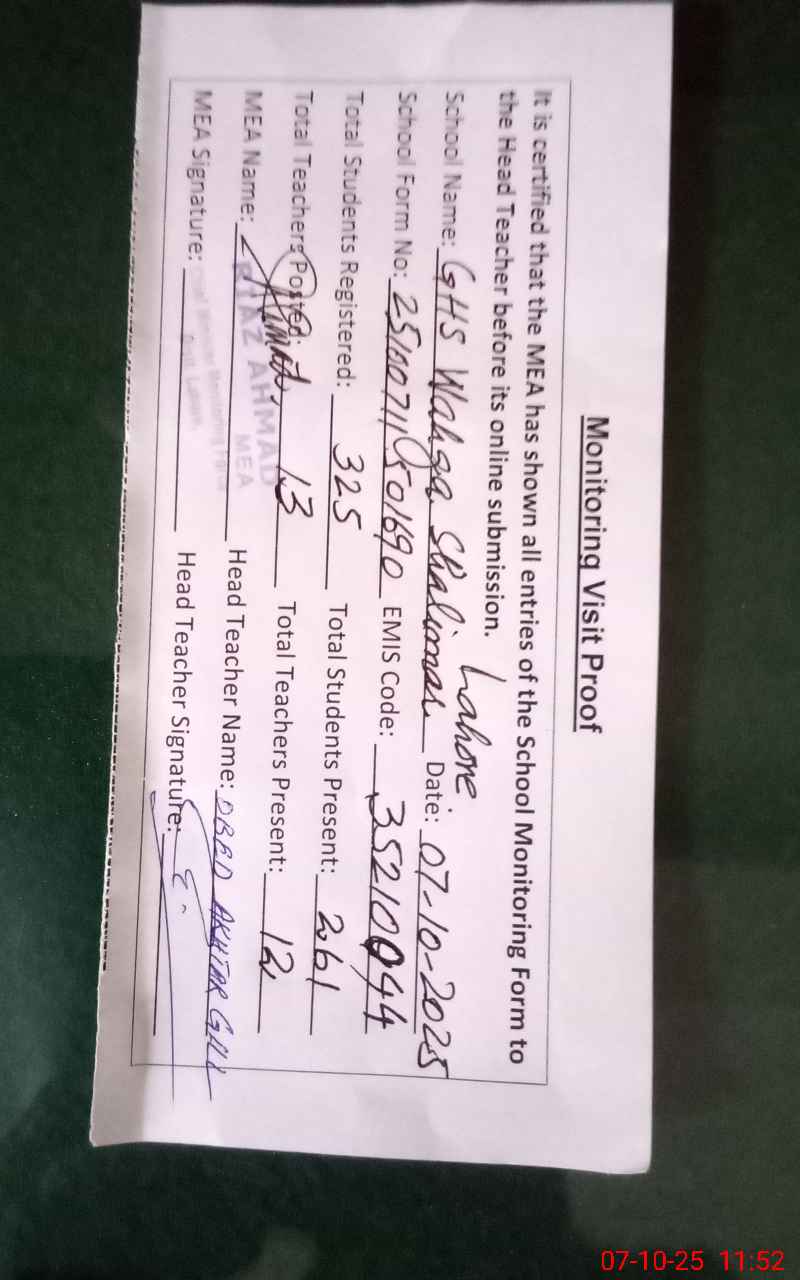 Monitoring Visit Proof
It is certified that the MEA has shown all entries of the School Monitoring Form to
the Head Teacher before its online submission.
Lahore
School Name: GHS Wahga Shalimar Date: 07-10-2025
School Form No: 251007110501690 EMIS Code: 35210044
Total Students Registered: 325 Total Students Present: 261
Total Teachers Posted: 13 Total Teachers Present: 12
MEA Name: AHMAD Head Teacher Name: AKHTAR GILL
MEA
MEA Signature: Head Teacher Signature:
07-10-25 11:52